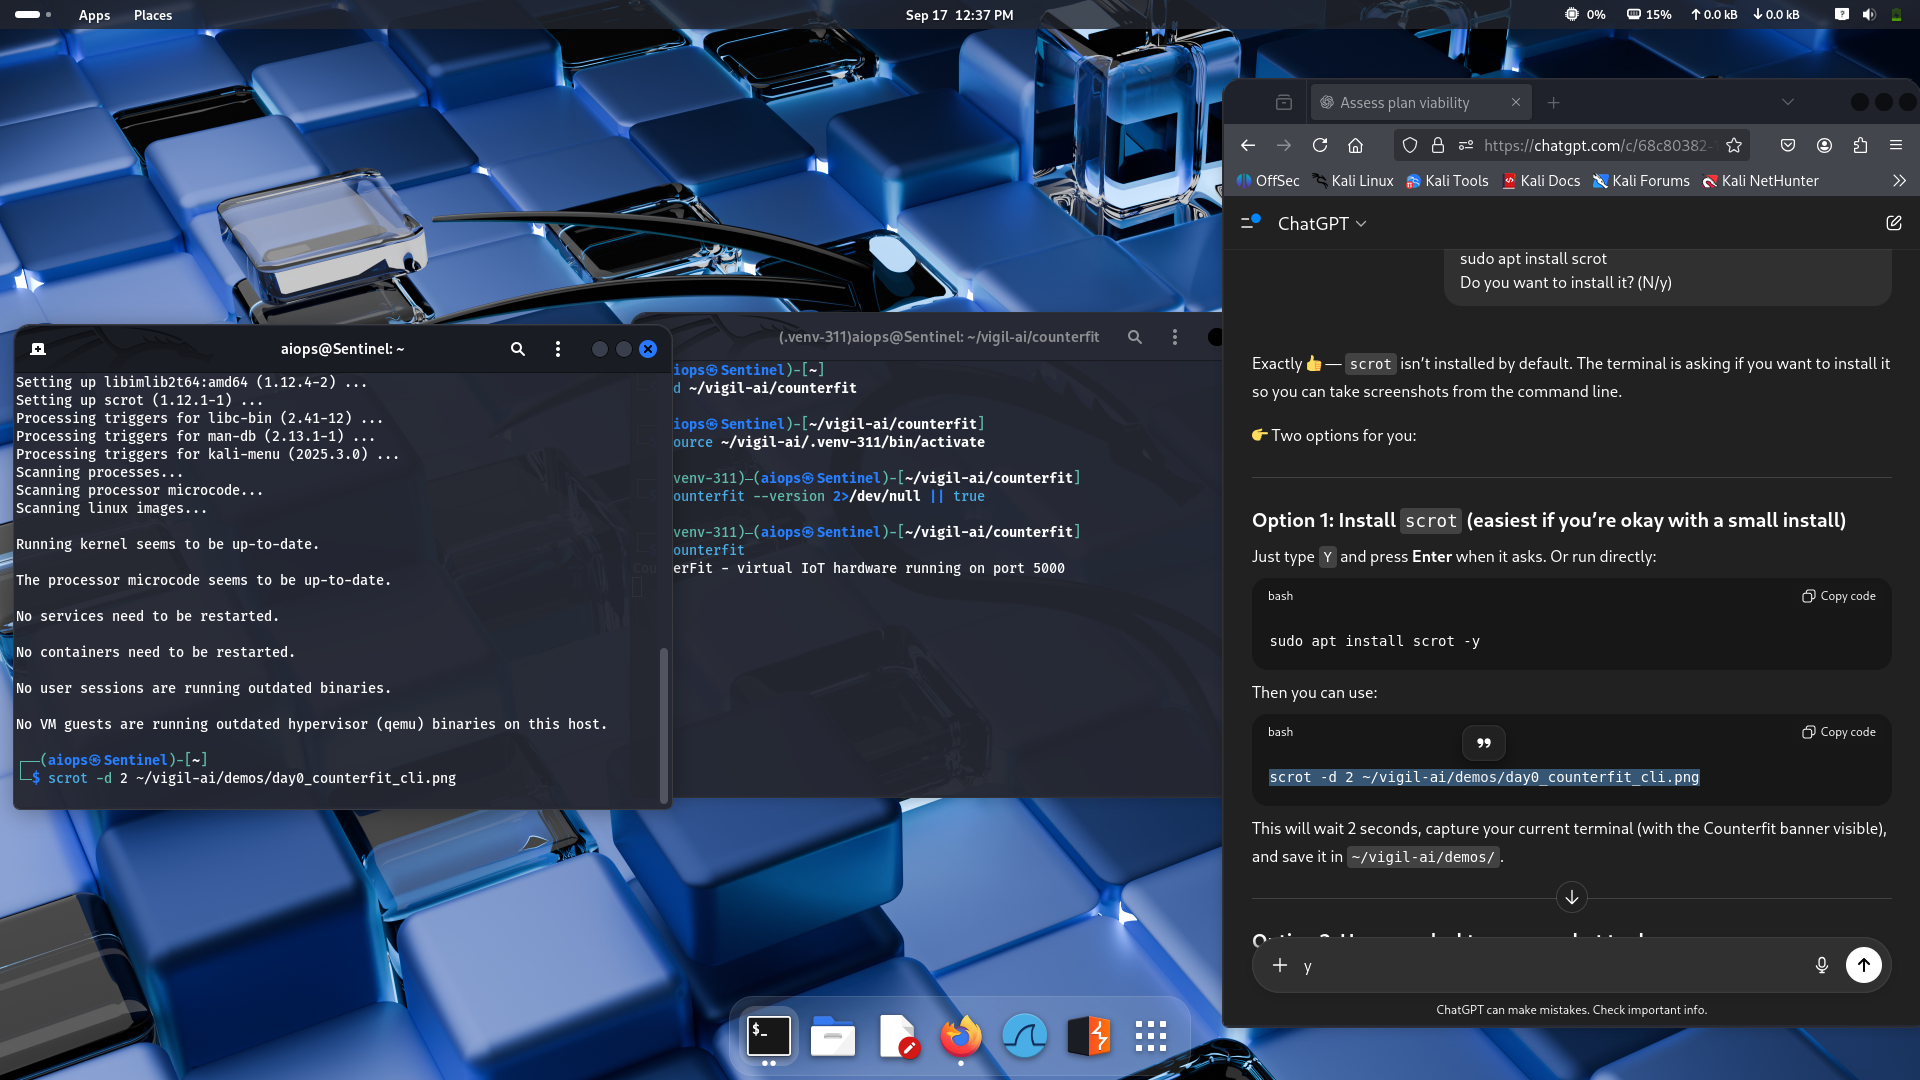 Apps Places Sep 17 12:37 PM 0% 15% 0.0 kB 0.0 kB
aiops@Sentinel: ~
Setting up libimlib2t64:amd64 (1.12.4-2) ...
Setting up scrot (1.12.1-1) ...
Processing triggers for libc-bin (2.41-12) ...
Processing triggers for man-db (2.13.1-1) ...
Processing triggers for kali-menu (2025.3.0) ...
Scanning processes...
Scanning processor microcode...
Scanning linux images...
Running kernel seems to be up-to-date.
The processor microcode seems to be up-to-date.
No services need to be restarted.
No containers need to be restarted.
No user sessions are running outdated binaries.
No VM guests are running outdated hypervisor (qemu) binaries on this host.
┌──(aiops㉿Sentinel)-[~]
└─$ scrot -d 2 ~/vigil-ai/demos/day0_counterfit_cli.png
(.venv-311)aiops@Sentinel: ~/vigil-ai/counterfit
iops㉿Sentinel)-[~]
d ~/vigil-ai/counterfit
iops㉿Sentinel)-[~/vigil-ai/counterfit]
ource ~/vigil-ai/.venv-311/bin/activate
venv-311)─(aiops㉿Sentinel)-[~/vigil-ai/counterfit]
ounterfit --version 2>/dev/null || true
venv-311)─(aiops㉿Sentinel)-[~/vigil-ai/counterfit]
ounterfit
CounterFit - virtual IoT hardware running on port 5000
Assess plan viability
https://chatgpt.com/c/68c80382-
OffSec Kali Linux Kali Tools Kali Docs Kali Forums Kali NetHunter
ChatGPT
sudo apt install scrot
Do you want to install it? (N/y)
Exactly 👍 — scrot isn’t installed by default. The terminal is asking if you want to install it
so you can take screenshots from the command line.
👉 Two options for you:
Option 1: Install scrot (easiest if you’re okay with a small install)
Just type Y and press Enter when it asks. Or run directly:
bash Copy code
sudo apt install scrot -y
Then you can use:
bash Copy code
scrot -d 2 ~/vigil-ai/demos/day0_counterfit_cli.png
This will wait 2 seconds, capture your current terminal (with the Counterfit banner visible),
and save it in ~/vigil-ai/demos/.
y
ChatGPT can make mistakes. Check important info.